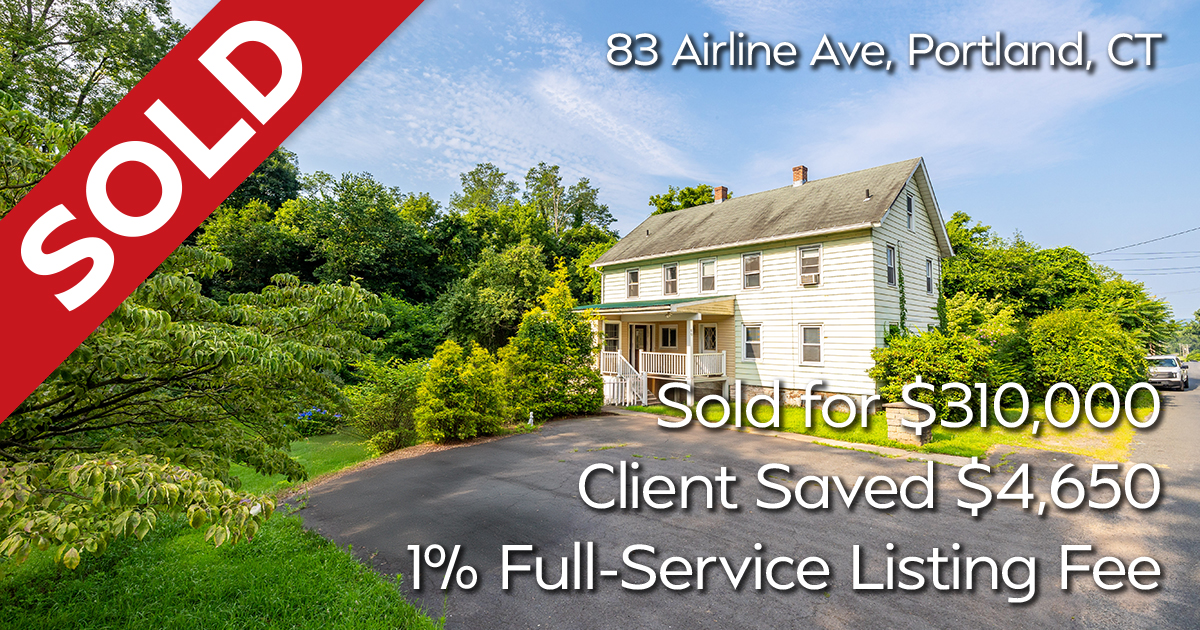 SOLD
83 Airline Ave, Portland, CT
Sold for $310,000
Client Saved $4,650
1% Full-Service Listing Fee